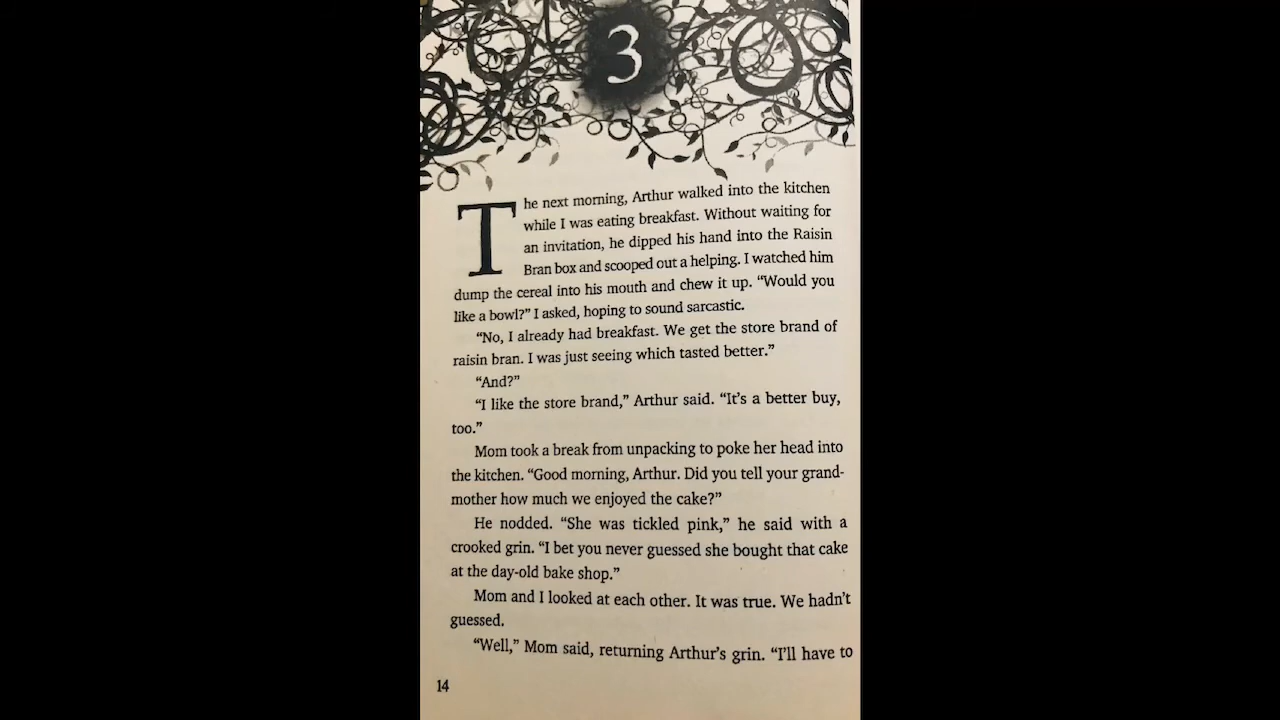 3
The next morning, Arthur walked into the kitchen
while I was eating breakfast. Without waiting for
an invitation, he dipped his hand into the Raisin
Bran box and scooped out a helping. I watched him
dump the cereal into his mouth and chew it up. “Would you
like a bowl?” I asked, hoping to sound sarcastic.
“No, I already had breakfast. We get the store brand of
raisin bran. I was just seeing which tasted better.”
“And?”
“I like the store brand,” Arthur said. “It’s a better buy,
too.”
Mom took a break from unpacking to poke her head into
the kitchen. “Good morning, Arthur. Did you tell your grand-
mother how much we enjoyed the cake?”
He nodded. “She was tickled pink,” he said with a
crooked grin. “I bet you never guessed she bought that cake
at the day-old bake shop.”
Mom and I looked at each other. It was true. We hadn’t
guessed.
“Well,” Mom said, returning Arthur’s grin. “I’ll have to
14